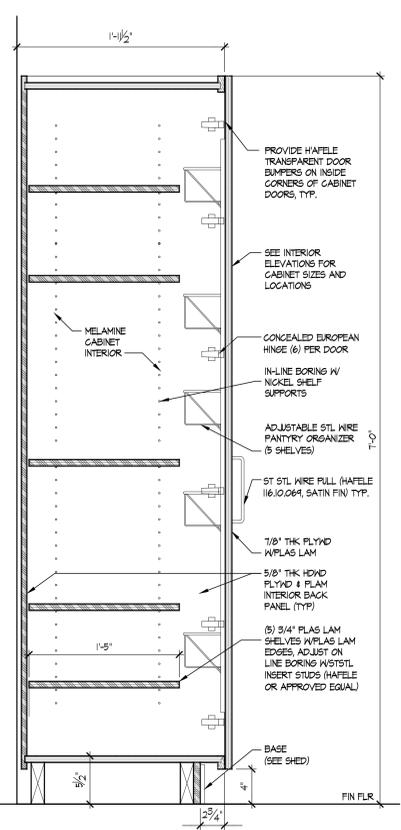 1'-11½"
PROVIDE H'AFELE
TRANSPARENT DOOR
BUMPERS ON INSIDE
CORNERS OF CABINET
DOORS, TYP.
SEE INTERIOR
ELEVATIONS FOR
CABINET SIZES AND
LOCATIONS
MELAMINE
CABINET
INTERIOR
CONCEALED EUROPEAN
HINGE (6) PER DOOR
IN-LINE BORING W/
NICKEL SHELF
SUPPORTS
ADJUSTABLE STL WIRE
PANTYRY ORGANIZER
(5 SHELVES)
7'-0"
ST STL WIRE PULL (HAFELE
116.10.069, SATIN FIN) TYP.
7/8" THK PLYWD
W/PLAS LAM
5/8" THK HDWD
PLYWD & PLAM
INTERIOR BACK
PANEL (TYP)
(5) 3/4" PLAS LAM
SHELVES W/PLAS LAM
EDGES, ADJUST ON
LINE BORING W/STSTL
INSERT STUDS (HAFELE
OR APPROVED EQUAL)
1'-5"
BASE
(SEE SHED)
5½"
4"
FIN FLR
2¾"